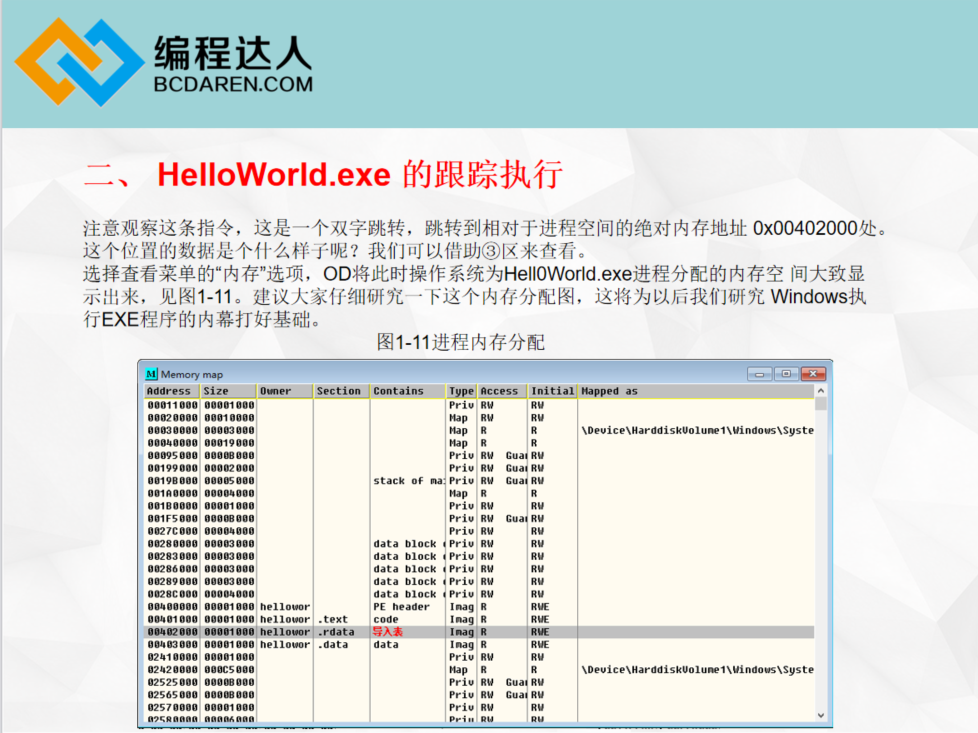 编程达人
BCDAREN.COM
二、 HelloWorld.exe 的跟踪执行
注意观察这条指令，这是一个双字跳转，跳转到相对于进程空间的绝对内存地址 0x00402000处。
这个位置的数据是个什么样子呢？我们可以借助③区来查看。
选择查看菜单的“内存”选项，OD将此时操作系统为Hell0World.exe进程分配的内存空 间大致显
示出来，见图1-11。建议大家仔细研究一下这个内存分配图，这将为以后我们研究 Windows执
行EXE程序的内幕打好基础。
图1-11进程内存分配
M Memory map
Address Size Owner Section Contains Type Access Initial Mapped as
00011000 00001000 Priv RW RW
00020000 00010000 Map RW RW
00030000 00003000 Map R R \Device\HarddiskVolume1\Windows\Syste
00040000 00019000 Map R R
00095000 0000B000 Priv RW Gua RW
00199000 00002000 Priv RW Gua RW
0019B000 00005000 stack of ma Priv RW Gua RW
001A0000 00004000 Map R R
001B0000 00001000 Priv RW RW
001F5000 0000B000 Priv RW Gua RW
0027C000 00004000 Priv RW RW
00280000 00003000 data block Priv RW RW
00283000 00003000 data block Priv RW RW
00286000 00003000 data block Priv RW RW
00289000 00003000 data block Priv RW RW
0028C000 00004000 data block Priv RW RW
00400000 00001000 hellowor PE header Imag R RWE
00401000 00001000 hellowor .text code Imag R RWE
00402000 00001000 hellowor .rdata 导入表 Imag R RWE
00403000 00001000 hellowor .data data Imag R RWE
02410000 00001000 Priv RW RW
02420000 000C5000 Map R R \Device\HarddiskVolume1\Windows\Syste
02525000 0000B000 Priv RW Gua RW
02565000 0000B000 Priv RW Gua RW
02570000 00001000 Priv RW RW
02580000 00006000 Priv RW RW